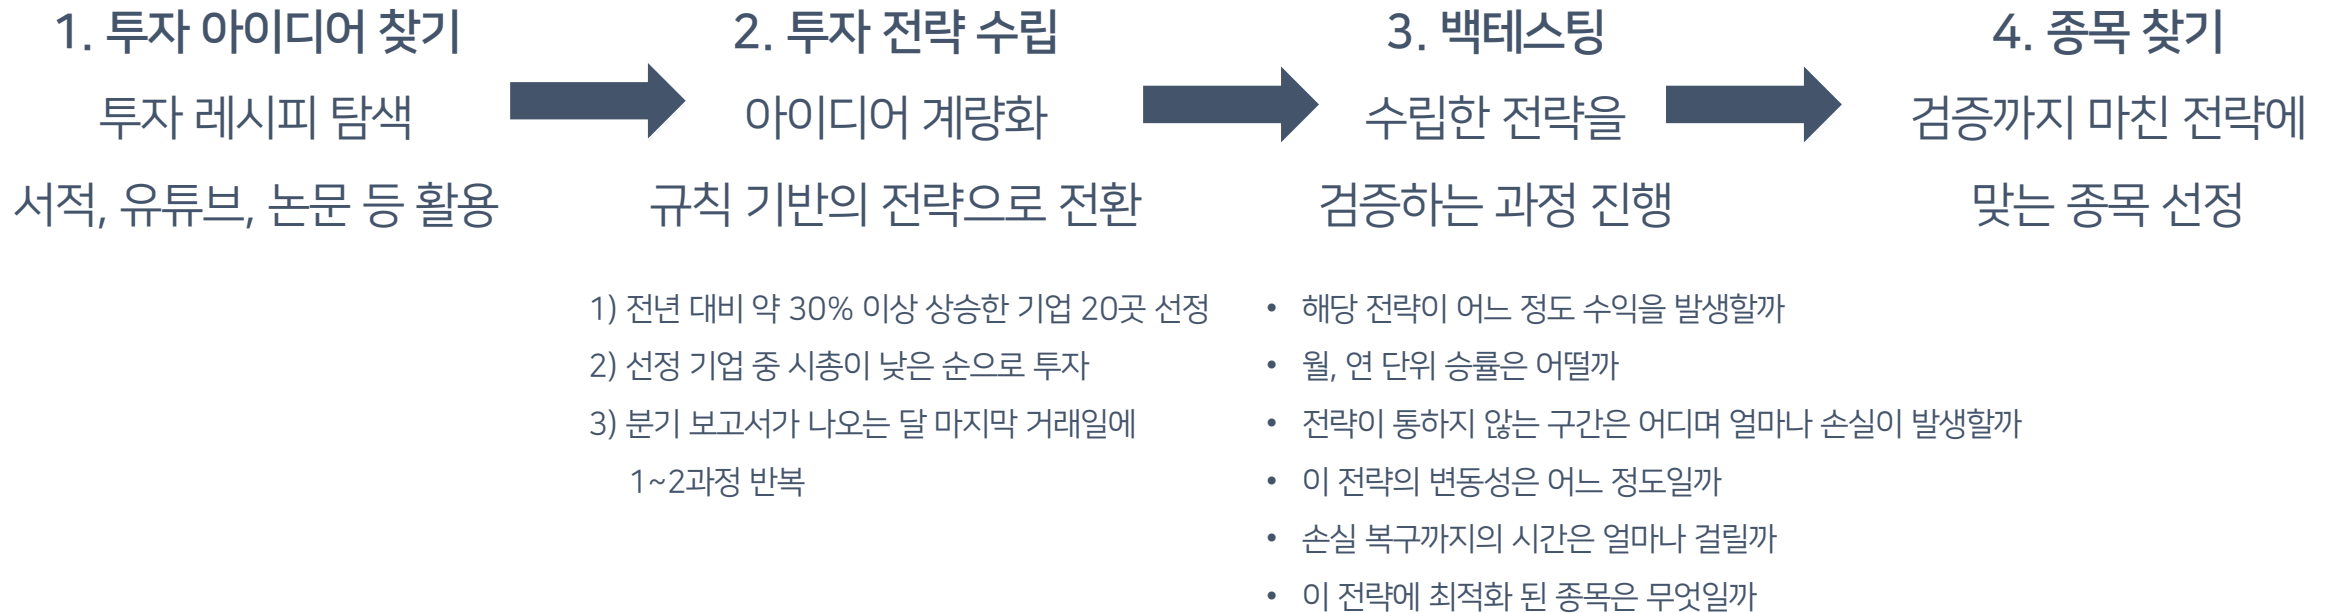 1. 투자 아이디어 찾기
투자 레시피 탐색
서적, 유튜브, 논문 등 활용
2. 투자 전략 수립
아이디어 계량화
규칙 기반의 전략으로 전환
1) 전년 대비 약 30% 이상 상승한 기업 20곳 선정
2) 선정 기업 중 시총이 낮은 순으로 투자
3) 분기 보고서가 나오는 달 마지막 거래일에
1~2과정 반복
3. 백테스팅
수립한 전략을
검증하는 과정 진행
• 해당 전략이 어느 정도 수익을 발생할까
• 월, 연 단위 승률은 어떨까
• 전략이 통하지 않는 구간은 어디며 얼마나 손실이 발생할까
• 이 전략의 변동성은 어느 정도일까
• 손실 복구까지의 시간은 얼마나 걸릴까
• 이 전략에 최적화 된 종목은 무엇일까
4. 종목 찾기
검증까지 마친 전략에
맞는 종목 선정